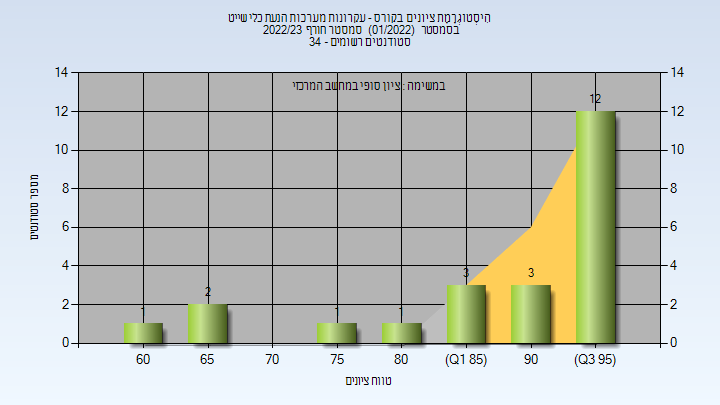 הִיסְטוֹגְרָמַת ציונים בקורס - עקרונות מערכות הנעת כלי שייט
בסמסטר (01/2022) סמסטר חורף 2022/23
סטודנטים רשומים - 34
במשימה : ציון סופי במחשב המרכזי
14 14
12 12
10 10
8 8
6 6
4 4
2 2
0 0
מספר סטודנטים
1 2 1 1 3 3 12
60 65 70 75 80 (Q1 85) 90 (Q3 95)
טווח ציונים